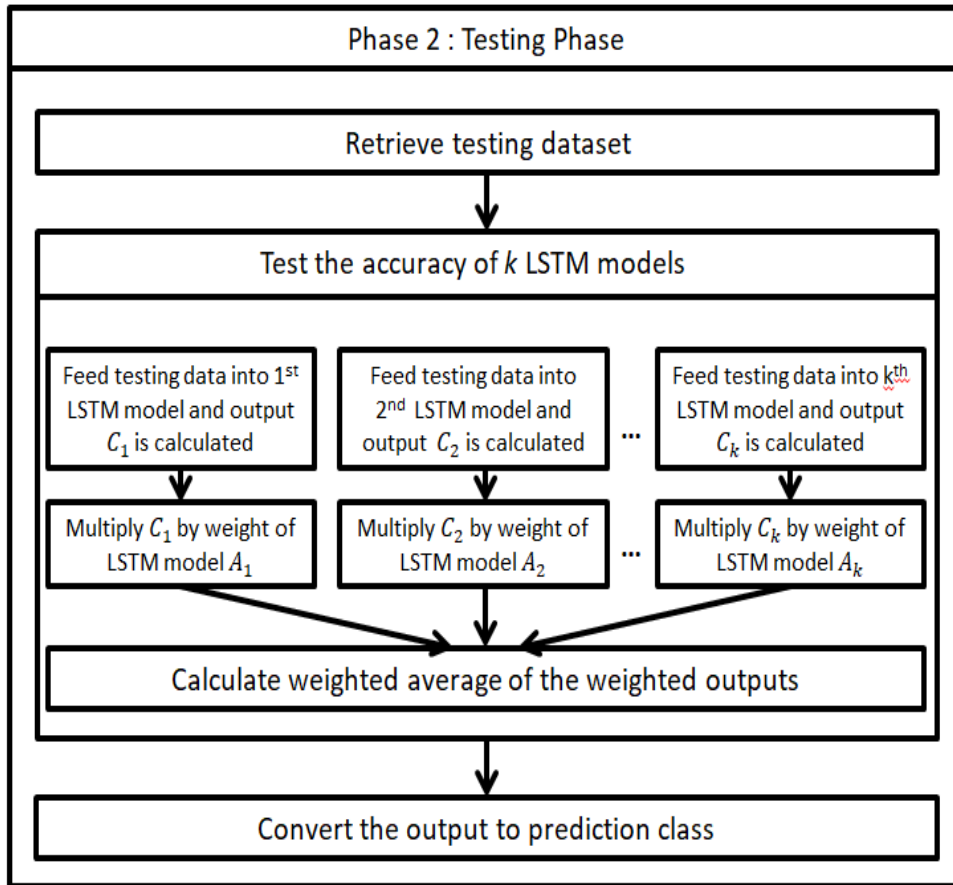 Phase 2 : Testing Phase
Retrieve testing dataset
Test the accuracy of k LSTM models
Feed testing data into 1st
LSTM model and output
C1 is calculated
Feed testing data into
2nd LSTM model and
output C2 is calculated
...
Feed testing data into kth
LSTM model and output
Ck is calculated
Multiply C1 by weight of
LSTM model A1
Multiply C2 by weight of
LSTM model A2
...
Multiply Ck by weight of
LSTM model Ak
Calculate weighted average of the weighted outputs
Convert the output to prediction class